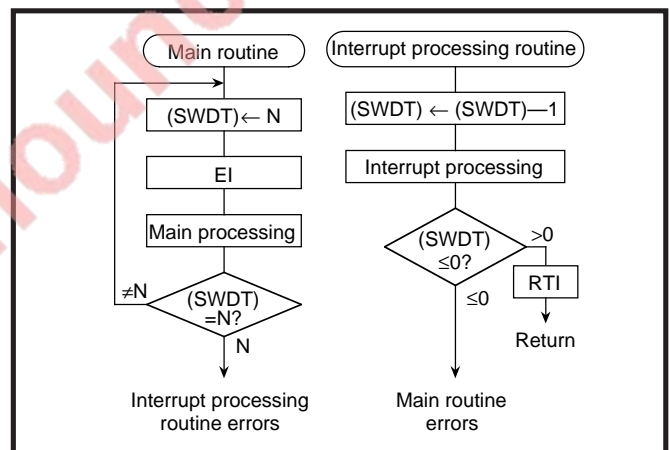 Main routine
(SWDT)← N
EI
Main processing
≠N
(SWDT)
=N?
N
Interrupt processing
routine errors
Interrupt processing routine
(SWDT) ← (SWDT)—1
Interrupt processing
(SWDT)
≤0?
>0
RTI
Return
≤0
Main routine
errors